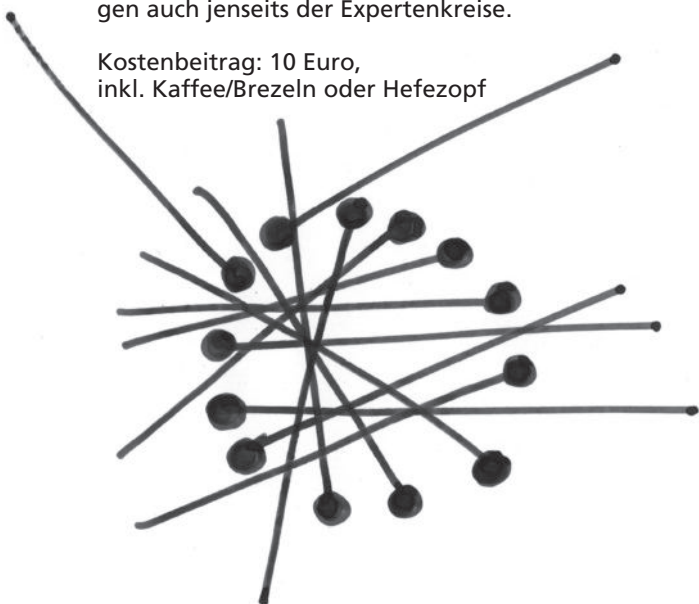 gen auch jenseits der Expertenkreise.
Kostenbeitrag: 10 Euro,
inkl. Kaffee/Brezeln oder Hefezopf